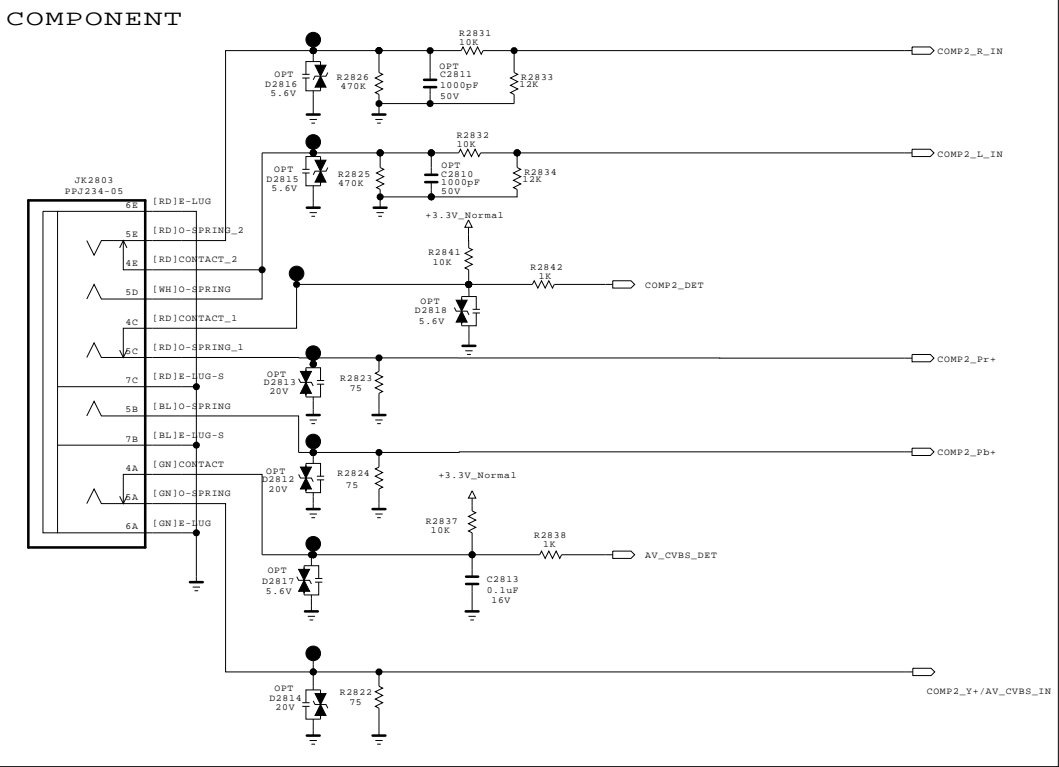 COMPONENT
R2831
10K
COMP2_R_IN
OPT
D2816
5.6V
R2826
470K
OPT
C2811
1000pF
50V
R2833
12K
R2832
10K
COMP2_L_IN
OPT
D2815
5.6V
R2825
470K
OPT
C2810
1000pF
50V
R2834
12K
JK2803
PPJ234-05
6E
[RD]E-LUG
5E
[RD]O-SPRING_2
4E
[RD]CONTACT_2
5D
[WH]O-SPRING
4C
[RD]CONTACT_1
5C
[RD]O-SPRING_1
7C
[RD]E-LUG-S
5B
[BL]O-SPRING
7B
[BL]E-LUG-S
4A
[GN]CONTACT
5A
[GN]O-SPRING
6A
[GN]E-LUG
+3.3V_Normal
R2841
10K
R2842
1K
COMP2_DET
OPT
D2818
5.6V
COMP2_Pr+
OPT
D2813
20V
R2823
75
COMP2_Pb+
OPT
D2812
20V
R2824
75
+3.3V_Normal
R2837
10K
R2838
1K
AV_CVBS_DET
OPT
D2817
5.6V
C2813
0.1uF
16V
OPT
D2814
20V
R2822
75
COMP2_Y+/AV_CVBS_IN